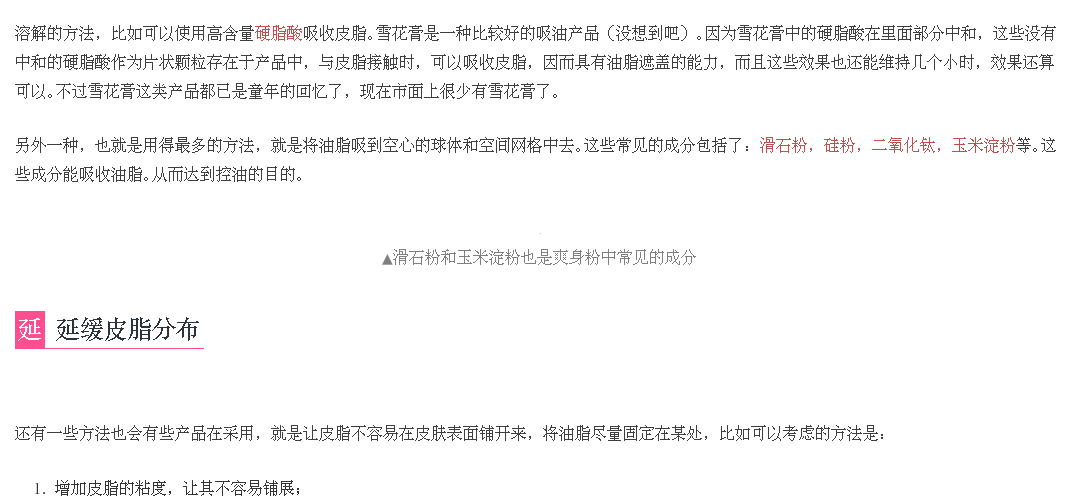 溶解的方法，比如可以使用高含量硬脂酸吸收皮脂。雪花膏是一种比较好的吸油产品（没想到吧）。因为雪花膏中的硬脂酸在里面部分中和，这些没有
中和的硬脂酸作为片状颗粒存在于产品中，与皮脂接触时，可以吸收皮脂，因而具有油脂遮盖的能力，而且这些效果也还能维持几个小时，效果还算
可以。不过雪花膏这类产品都已是童年的回忆了，现在市面上很少有雪花膏了。
另外一种，也就是用得最多的方法，就是将油脂吸到空心的球体和空间网格中去。这些常见的成分包括了：滑石粉，硅粉，二氧化钛，玉米淀粉等。这
些成分能吸收油脂。从而达到控油的目的。
▲滑石粉和玉米淀粉也是爽身粉中常见的成分
延 延缓皮脂分布
还有一些方法也会有些产品在采用，就是让皮脂不容易在皮肤表面铺开来，将油脂尽量固定在某处，比如可以考虑的方法是：
1. 增加皮脂的粘度，让其不容易铺展；